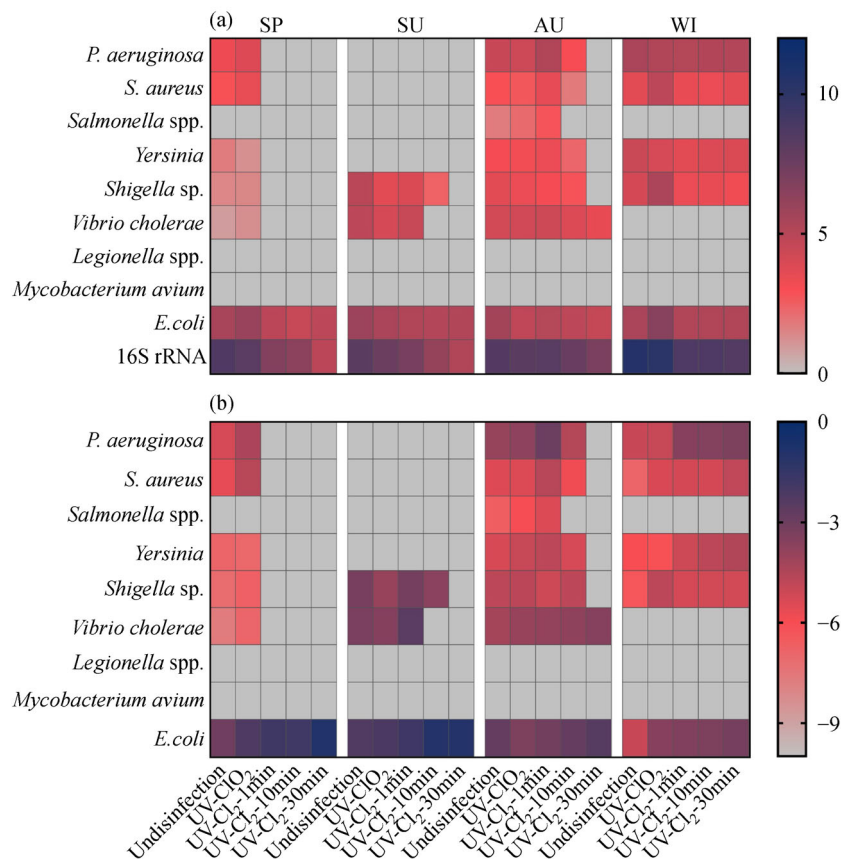 (a) SP SU AU WI
P. aeruginosa
S. aureus
Salmonella spp.
Yersinia
Shigella sp.
Vibrio cholerae
Legionella spp.
Mycobacterium avium
E.coli
16S rRNA
10
5
0
(b)
P. aeruginosa
S. aureus
Salmonella spp.
Yersinia
Shigella sp.
Vibrio cholerae
Legionella spp.
Mycobacterium avium
E.coli
0
−3
−6
−9
Undisinfection
UV-ClO₂
UV-Cl₂-1min
UV-Cl₂-10min
UV-Cl₂-30min
Undisinfection
UV-ClO₂
UV-Cl₂-1min
UV-Cl₂-10min
UV-Cl₂-30min
Undisinfection
UV-ClO₂
UV-Cl₂-1min
UV-Cl₂-10min
UV-Cl₂-30min
Undisinfection
UV-ClO₂
UV-Cl₂-1min
UV-Cl₂-10min
UV-Cl₂-30min